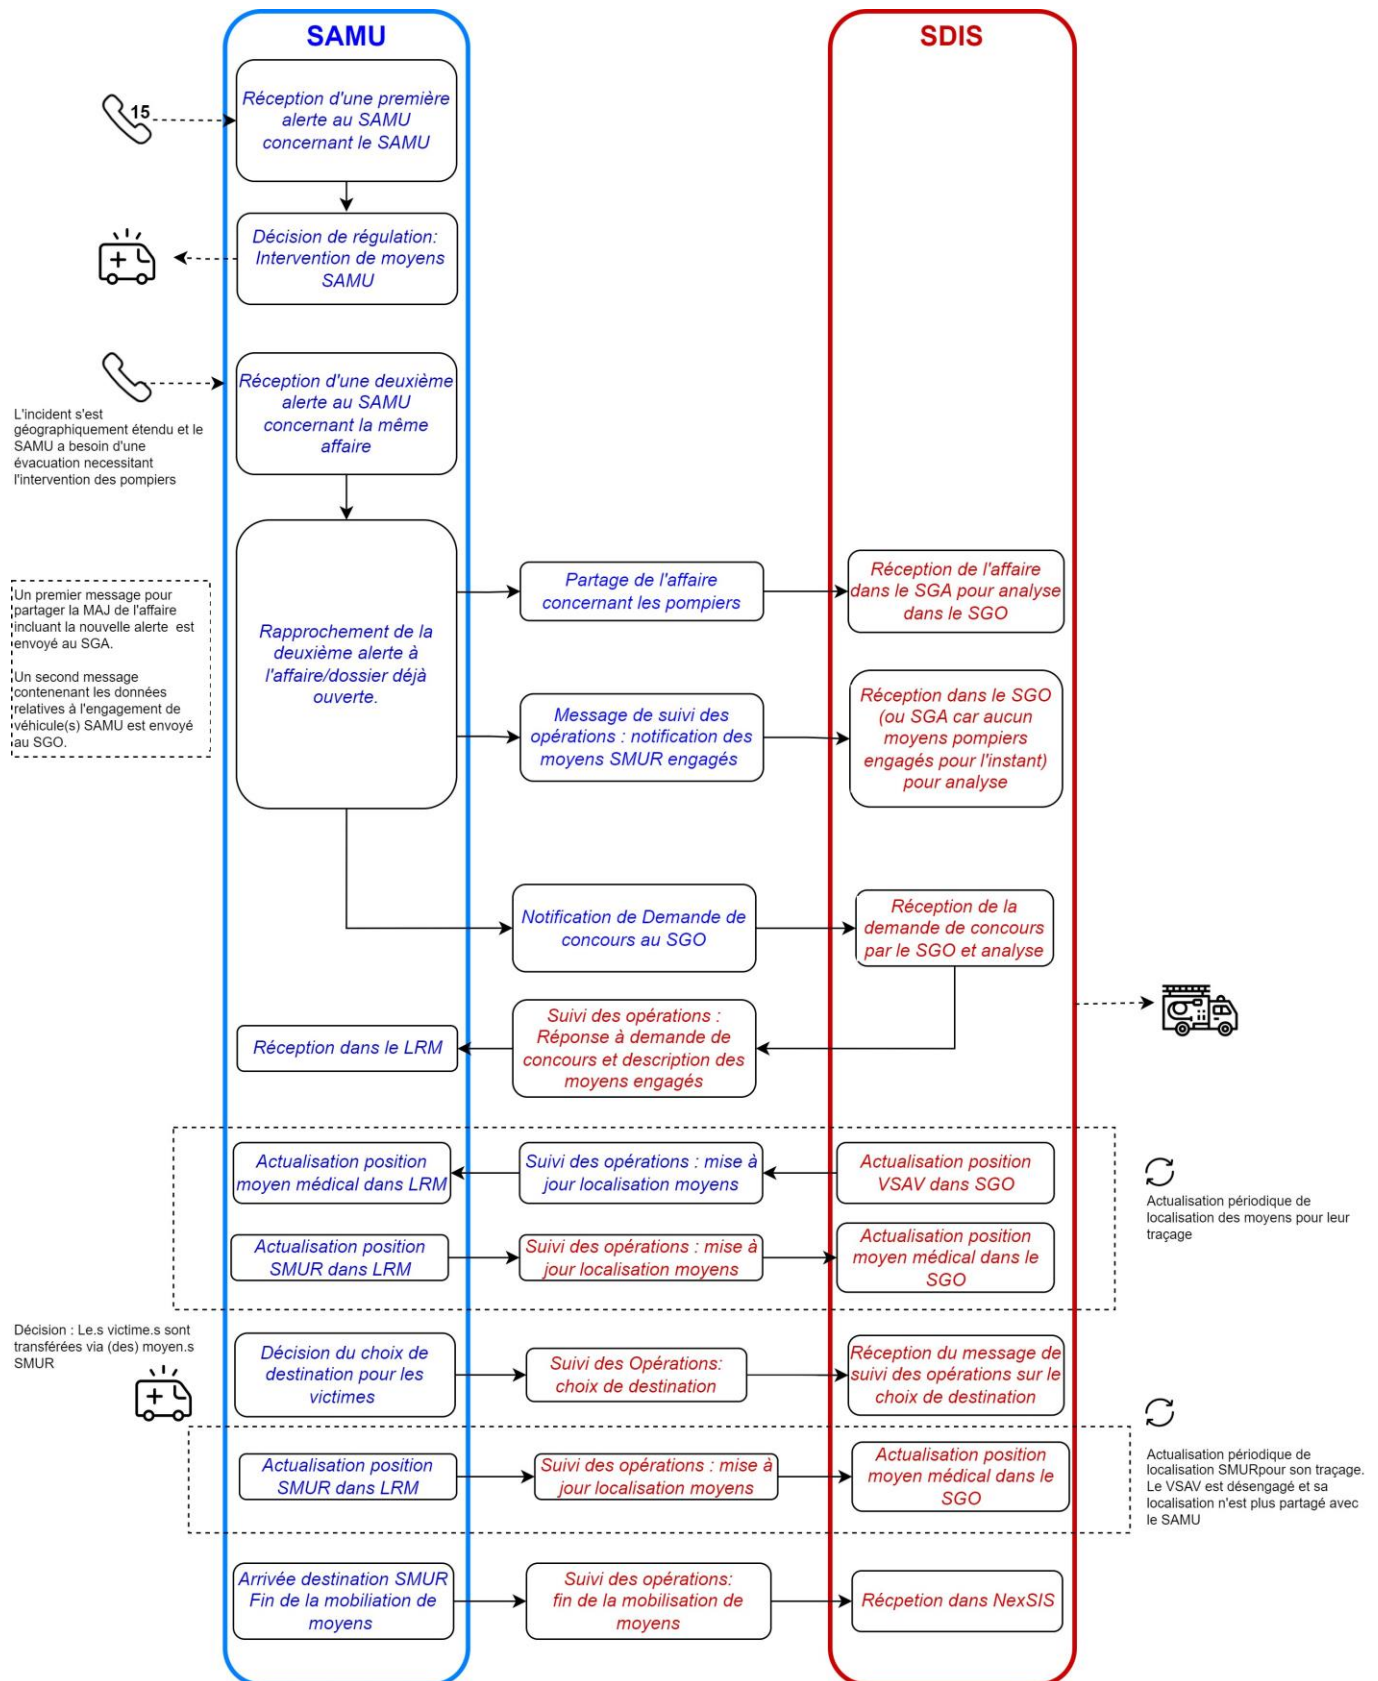 SAMU
SDIS
Réception d'une première
alerte au SAMU
concernant le SAMU
15
Décision de régulation:
Intervention de moyens
SAMU
Réception d'une deuxième
alerte au SAMU
concernant la même
affaire
L'incident s'est
géographiquement étendu et le
SAMU a besoin d'une
évacuation necessitant
l'intervention des pompiers
Un premier message pour
partager la MAJ de l'affaire
incluant la nouvelle alerte est
envoyé au SGA.
Un second message
contenenant les données
relatives à l'engagement de
véhicule(s) SAMU est envoyé
au SGO.
Rapprochement de la
deuxième alerte à
l'affaire/dossier déjà
ouverte.
Partage de l'affaire
concernant les pompiers
Réception de l'affaire
dans le SGA pour analyse
dans le SGO
Message de suivi des
opérations : notification des
moyens SMUR engagés
Réception dans le SGO
(ou SGA car aucun
moyens pompiers
engagés pour l'instant)
pour analyse
Notification de Demande de
concours au SGO
Réception de la
demande de concours
par le SGO et analyse
Suivi des opérations :
Réponse à demande de
concours et description des
moyens engagés
Réception dans le LRM
Actualisation position
moyen médical dans LRM
Suivi des opérations : mise à
jour localisation moyens
Actualisation position
VSAV dans SGO
Actualisation position
SMUR dans LRM
Suivi des opérations : mise à
jour localisation moyens
Actualisation position
moyen médical dans le
SGO
Actualisation périodique de
localisation des moyens pour leur
traçage
Décision : Le.s victime.s sont
transférées via (des) moyen.s
SMUR
Décision du choix de
destination pour les
victimes
Suivi des Opérations:
choix de destination
Réception du message de
suivi des opérations sur le
choix de destination
Actualisation position
SMUR dans LRM
Suivi des opérations : mise à
jour localisation moyens
Actualisation position
moyen médical dans le
SGO
Actualisation périodique de
localisation SMURpour son traçage.
Le VSAV est désengagé et sa
localisation n'est plus partagé avec
le SAMU
Arrivée destination SMUR
Fin de la mobiliation de
moyens
Suivi des opérations:
fin de la mobilisation de
moyens
Récpetion dans NexSIS